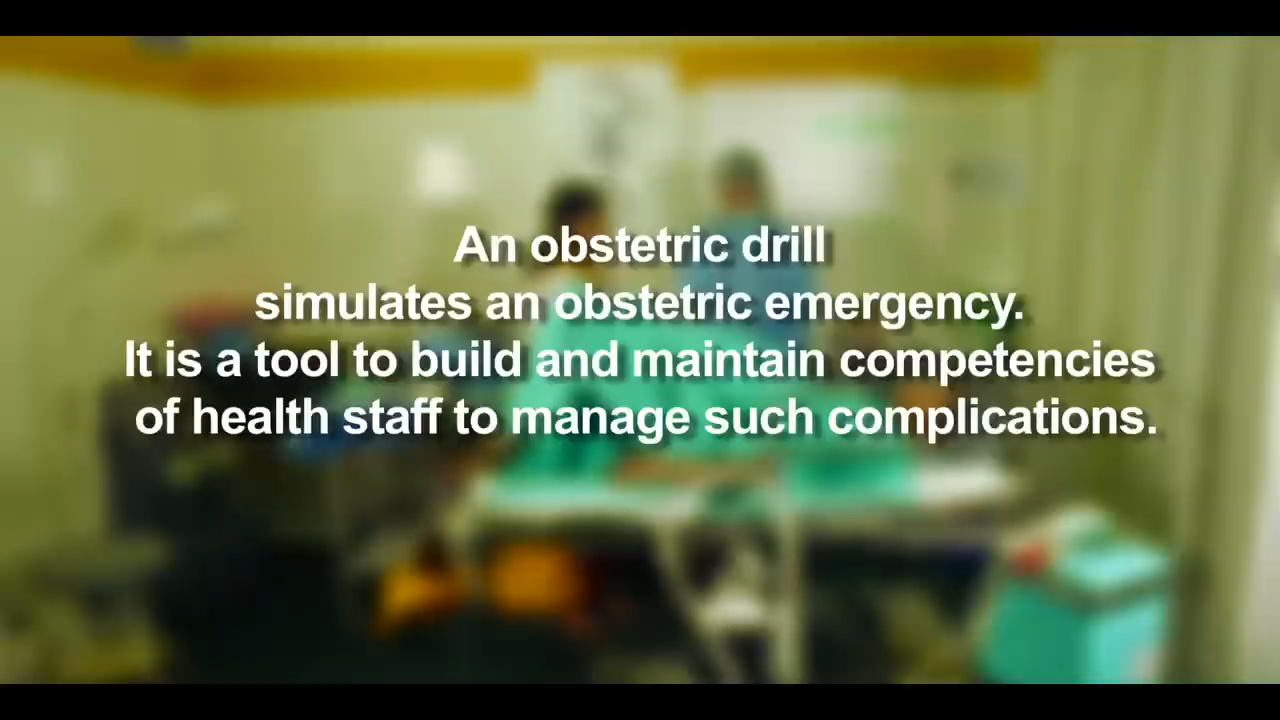 An obstetric drill
simulates an obstetric emergency.
It is a tool to build and maintain competencies
of health staff to manage such complications.